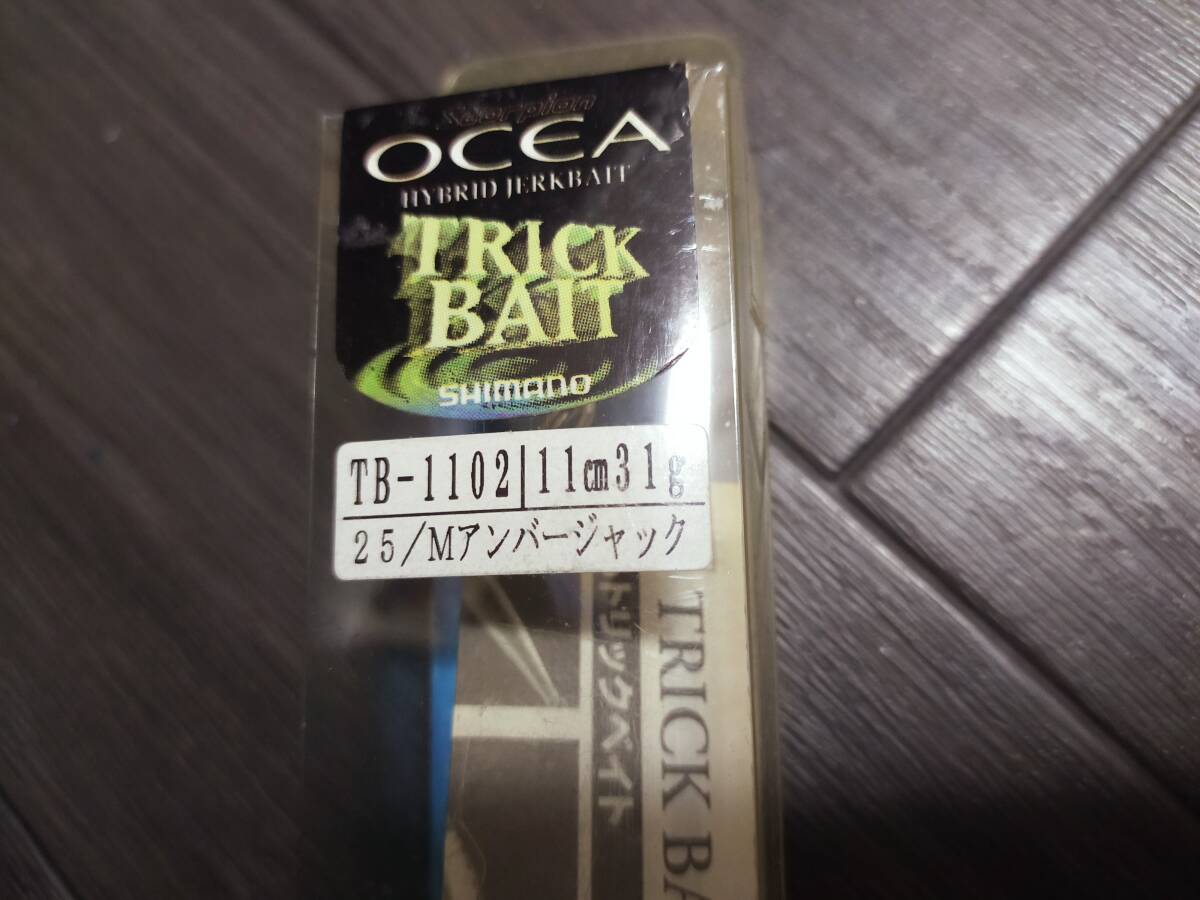 Scorpion
OCEA
HYBRID JERKBAIT
TRICK
BAIT
SHIMANO
TB-1102 11㎝31g
25/Mアンバージャック
トリックベイト
TRICK BA